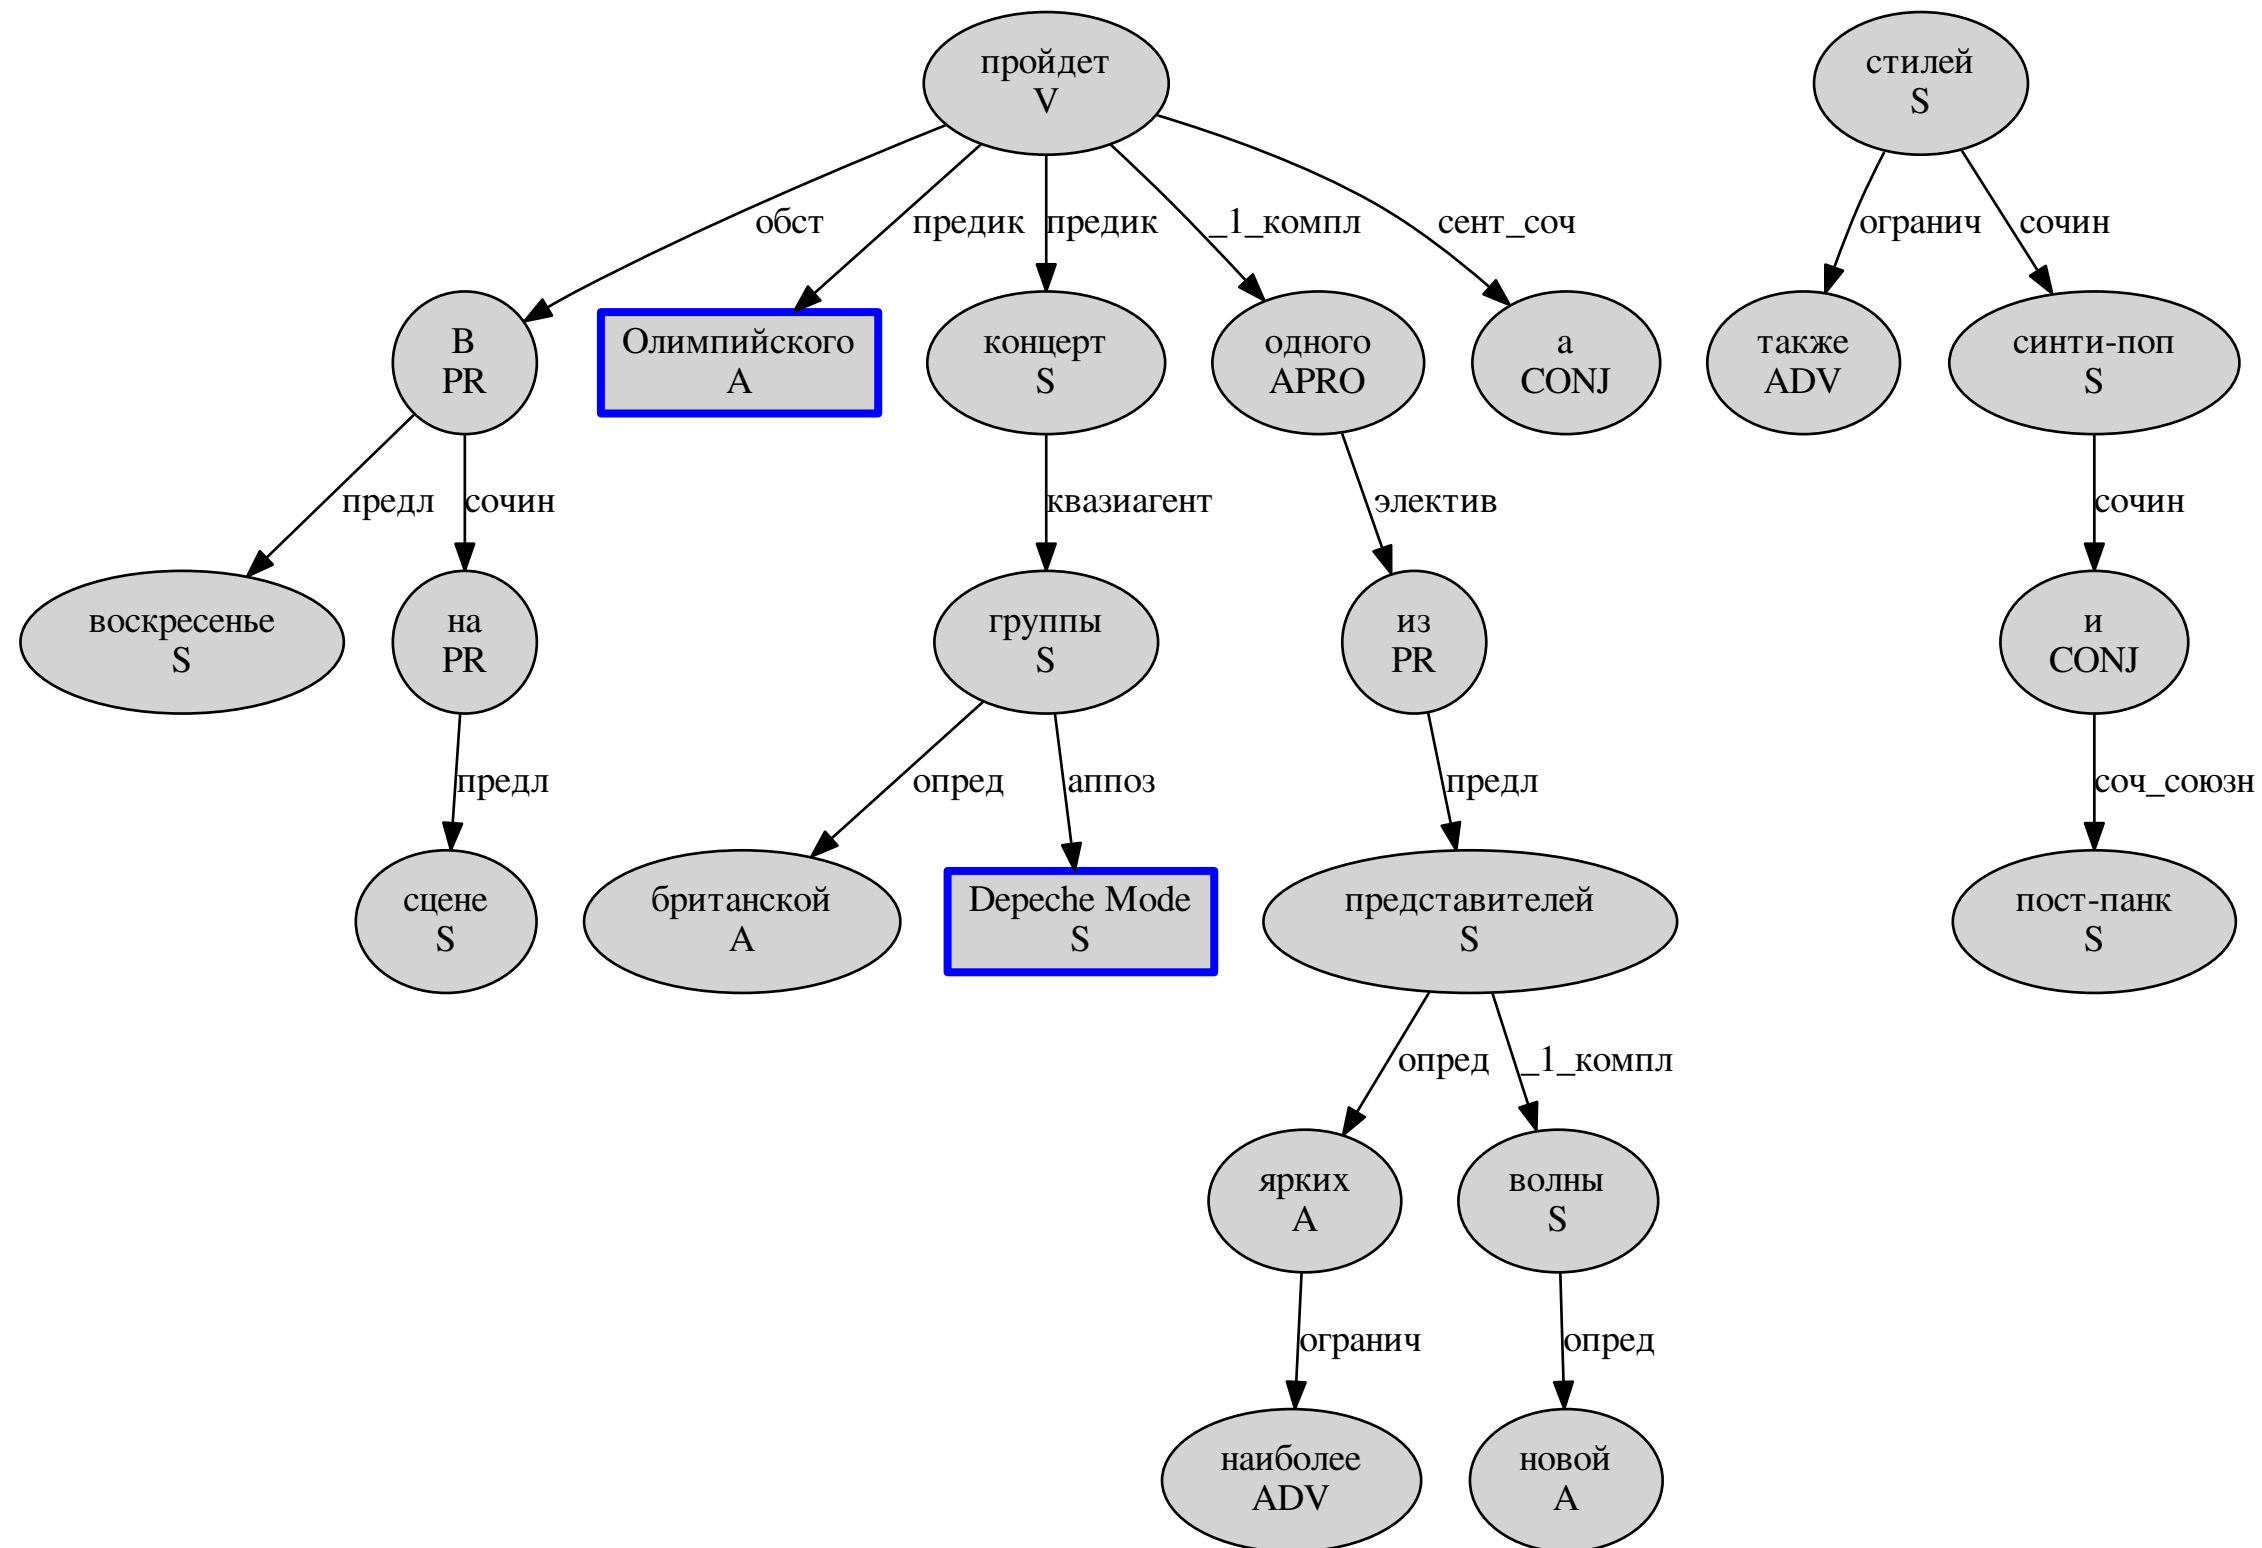 пройдет
V
стилей
S
обст
предик
предик
_1_компл
сент_соч
огранич
сочин
В
PR
Олимпийского
A
концерт
S
одного
APRO
а
CONJ
также
ADV
синти-поп
S
предл
сочин
квазиагент
электив
сочин
воскресенье
S
на
PR
группы
S
из
PR
и
CONJ
предл
опред
аппоз
предл
соч_союзн
сцене
S
британской
A
Depeche Mode
S
представителей
S
пост-панк
S
опред
_1_компл
ярких
A
волны
S
огранич
опред
наиболее
ADV
новой
A